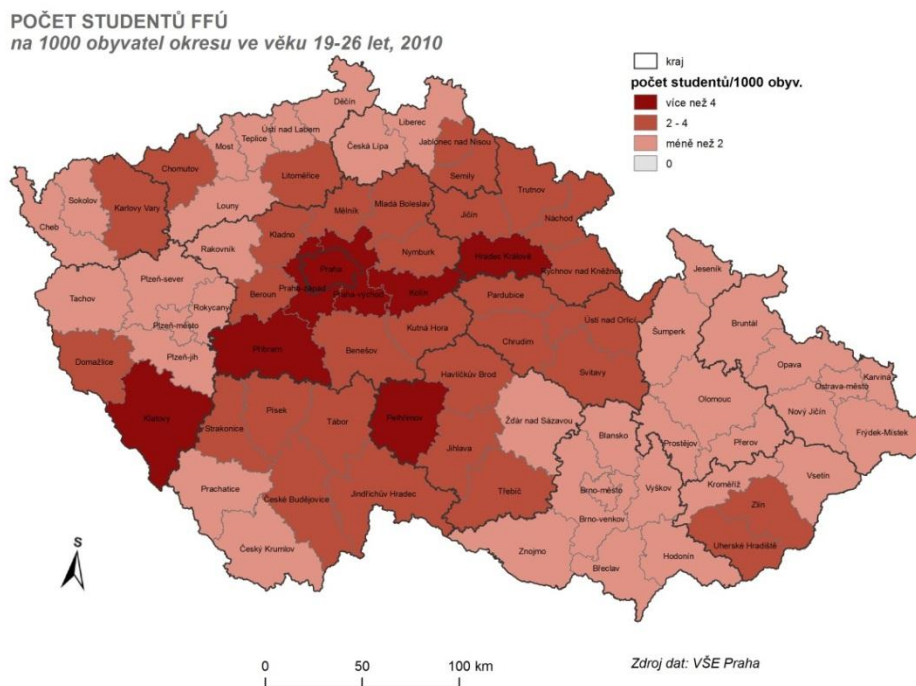 POČET STUDENTŮ FFÚ
na 1000 obyvatel okresu ve věku 19-26 let, 2010
kraj
počet studentů/1000 obyv.
více než 4
2 - 4
méně než 2
0
Děčín
Liberec
Ústí nad Labem
Teplice
Most
Česká Lípa
Jablonec nad Nisou
Chomutov
Litoměřice
Semily
Trutnov
Sokolov
Karlovy Vary
Louny
Mělník
Mladá Boleslav
Jičín
Náchod
Cheb
Kladno
Rakovník
Nymburk
Hradec Králové
Praha
Rychnov nad Kněžnou
Jeseník
Plzeň-sever
Tachov
Rokycany
Beroun
Praha-západ
Praha-východ
Kolín
Pardubice
Bruntál
Plzeň-město
Kutná Hora
Ústí nad Orlicí
Šumperk
Plzeň-jih
Příbram
Benešov
Chrudim
Opava
Karviná
Domažlice
Havlíčkův Brod
Svitavy
Ostrava-město
Olomouc
Nový Jičín
Klatovy
Písek
Pelhřimov
Frýdek-Místek
Strakonice
Tábor
Žďár nad Sázavou
Blansko
Prostějov
Přerov
Jihlava
Vsetín
Prachatice
České Budějovice
Jindřichův Hradec
Třebíč
Brno-město
Vyškov
Kroměříž
Zlín
Brno-venkov
Uherské Hradiště
Český Krumlov
Znojmo
Hodonín
Břeclav
S
0 50 100 km
Zdroj dat: VŠE Praha